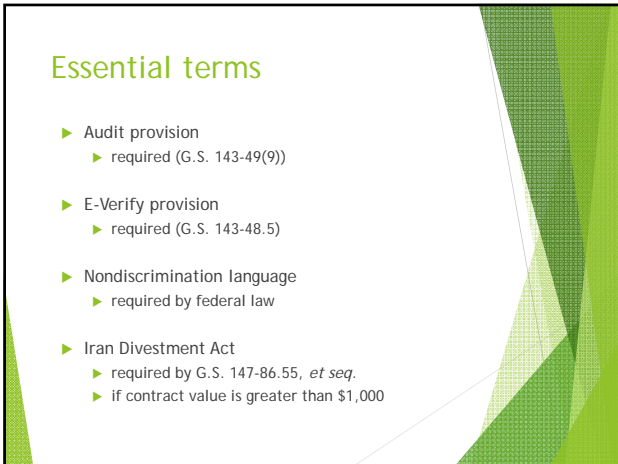 Essential terms
Audit provision
required (G.S. 143-49(9))
E-Verify provision
required (G.S. 143-48.5)
Nondiscrimination language
required by federal law
Iran Divestment Act
required by G.S. 147-86.55, et seq.
if contract value is greater than $1,000